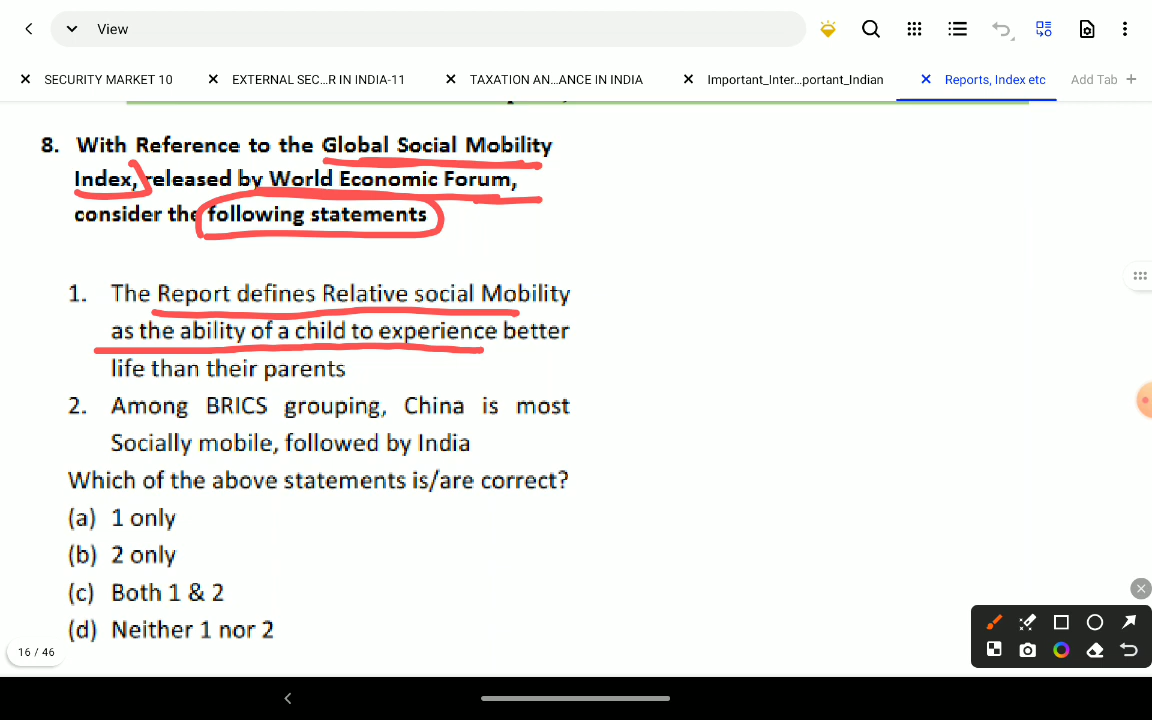 View
SECURITY MARKET 10
EXTERNAL SEC...R IN INDIA-11
TAXATION AN...ANCE IN INDIA
Important_Inter...portant_Indian
Reports, Index etc
Add Tab +
8. With Reference to the Global Social Mobility
Index, released by World Economic Forum,
consider the following statements
1. The Report defines Relative social Mobility
as the ability of a child to experience better
life than their parents
2. Among BRICS grouping, China is most
Socially mobile, followed by India
Which of the above statements is/are correct?
(a) 1 only
(b) 2 only
(c) Both 1 & 2
(d) Neither 1 nor 2
16 / 46